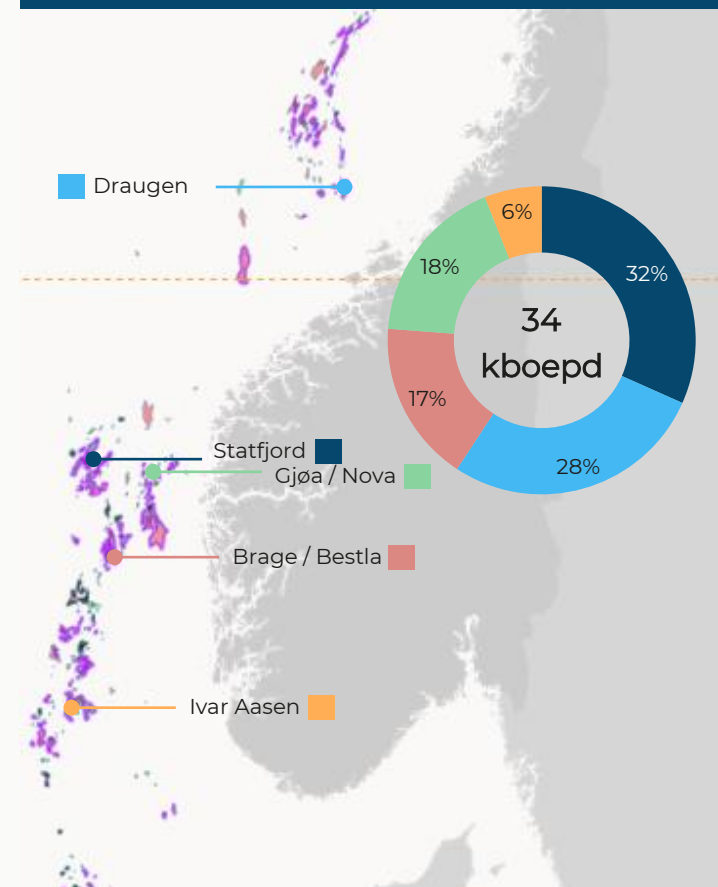 Draugen
6%
18%
32%
34
kboepd
17%
28%
Statfjord
Gjøa / Nova
Brage / Bestla
Ivar Aasen